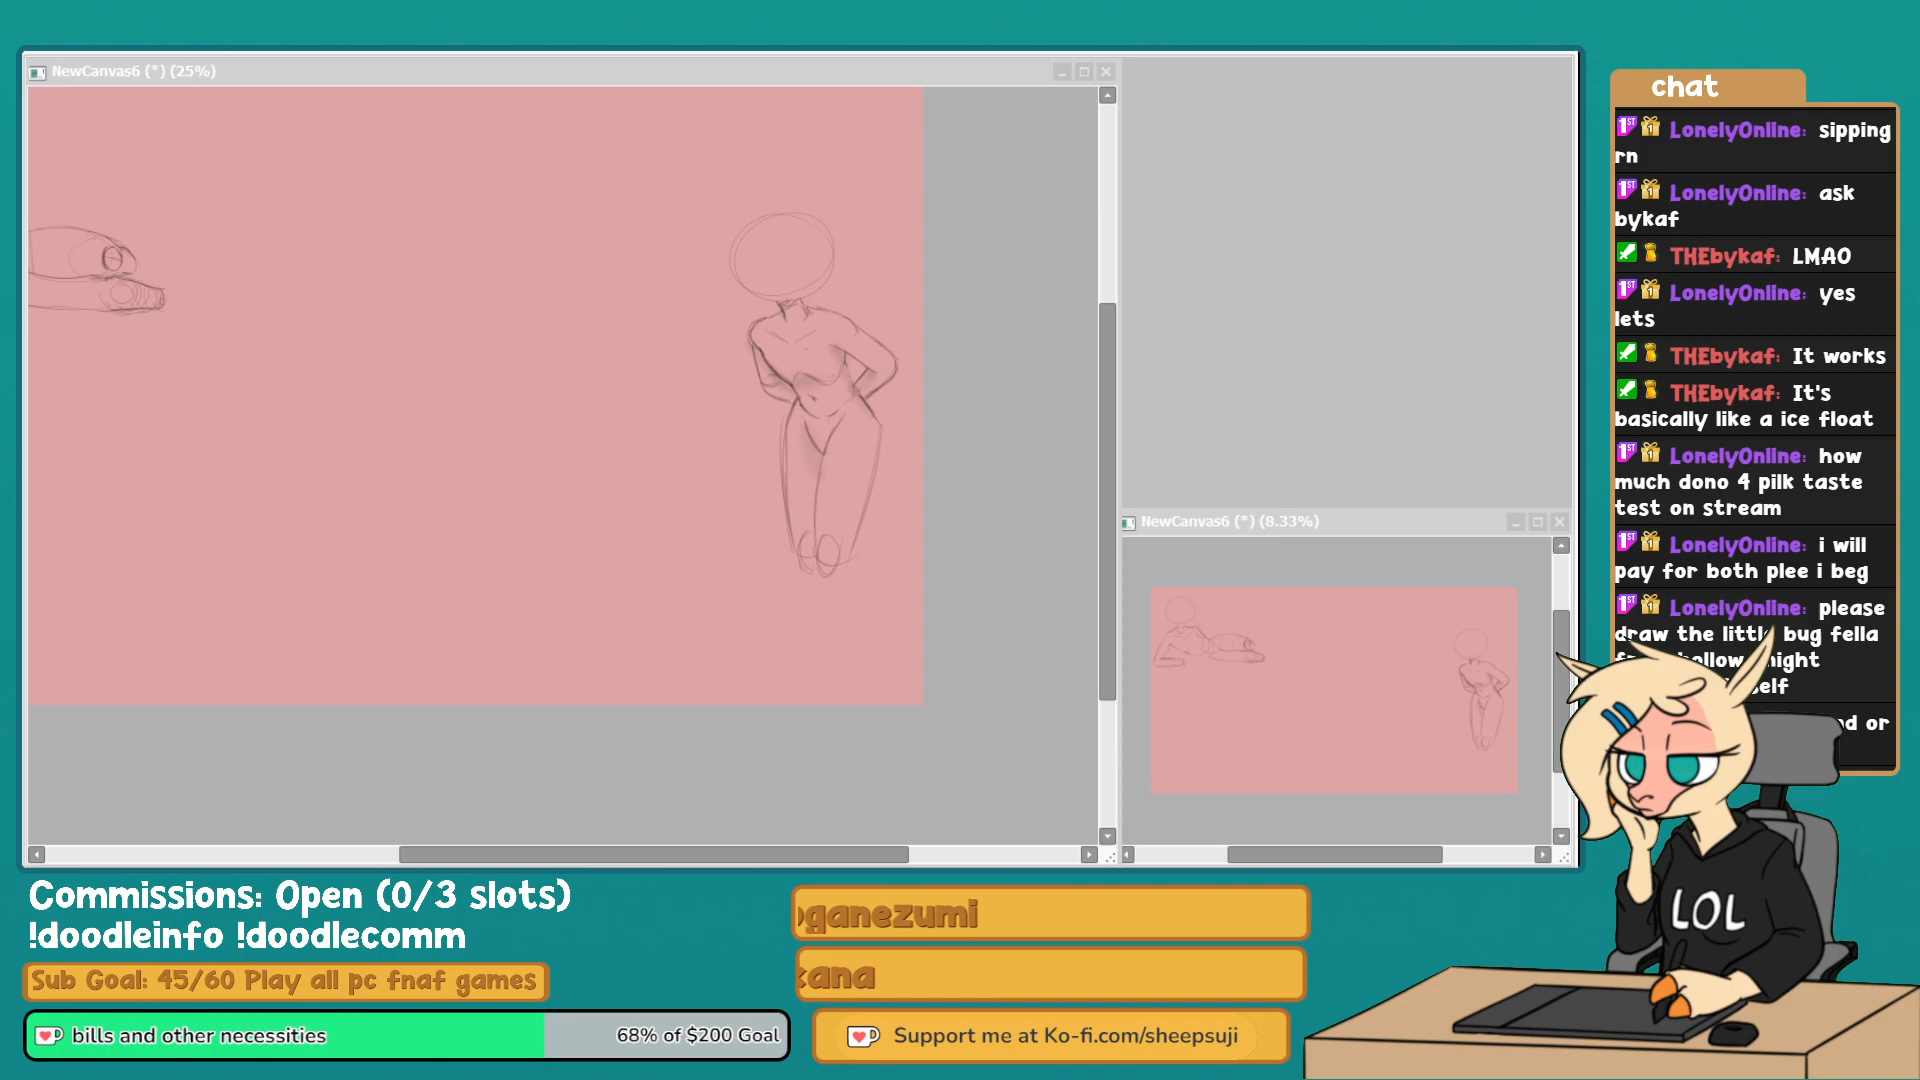 NewCanvas6 (*) (25%)
chat
LonelyOnline: sipping
rn
LonelyOnline: ask
bykaf
THEbykaf: LMAO
LonelyOnline: yes
lets
THEbykaf: It works
THEbykaf: It's
basically like a ice float
LonelyOnline: how
much dono 4 pilk taste
test on stream
LonelyOnline: i will
pay for both plee i beg
LonelyOnline: please
draw the little bug fella
or
NewCanvas6 (*) (8.33%)
LOL
Commissions: Open (0/3 slots)
!doodleinfo !doodlecomm
Sub Goal: 45/60 Play all pc fnaf games
bills and other necessities
68% of $200 Goal
ganezumi
ana
Support me at Ko-fi.com/sheepsuji